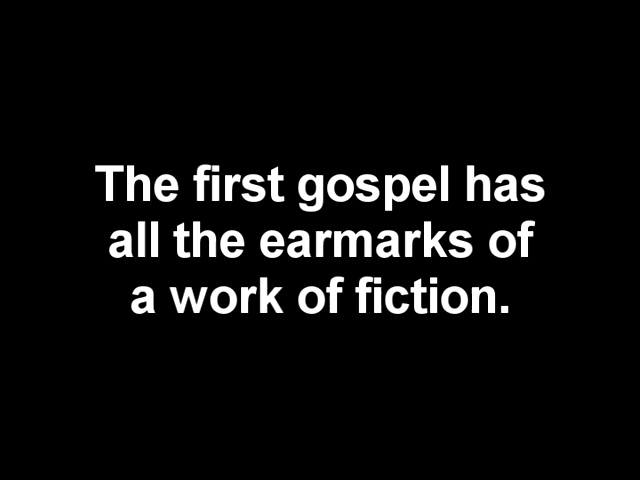 The first gospel has
all the earmarks of
a work of fiction.